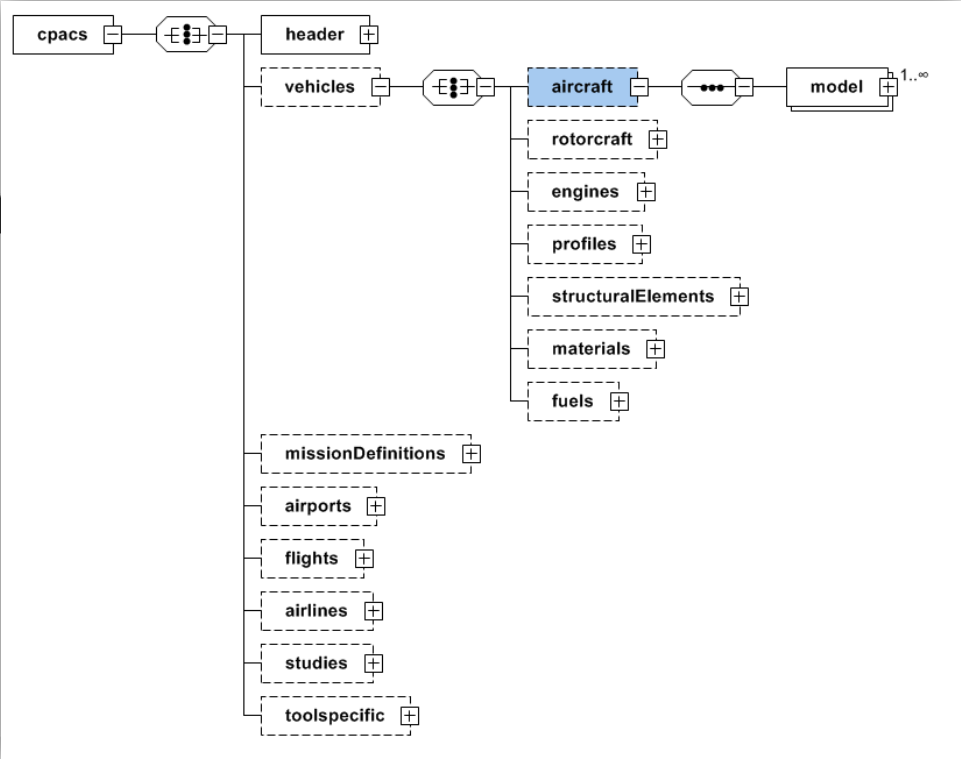 cpacs
header
vehicles
aircraft
model
1..∞
rotorcraft
engines
profiles
structuralElements
materials
fuels
missionDefinitions
airports
flights
airlines
studies
toolspecific